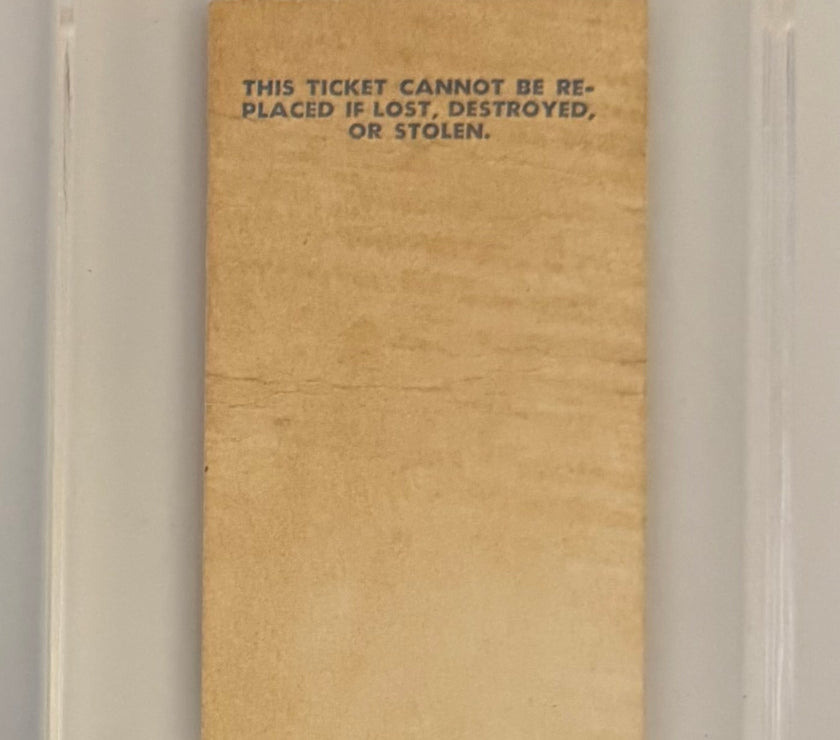 THIS TICKET CANNOT BE RE-
PLACED IF LOST, DESTROYED,
OR STOLEN.